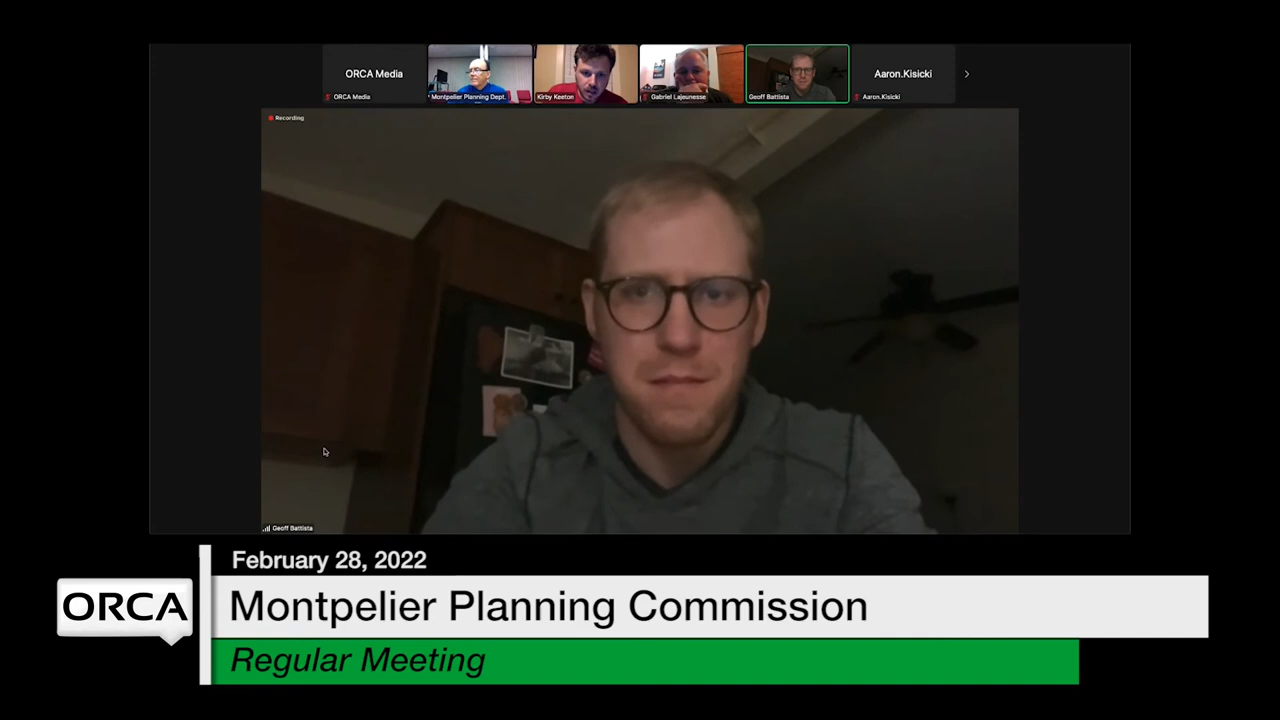 ORCA Media
Aaron.Kisicki
ORCA Media
Montpelier Planning Dept.
Kirby Keeton
Gabriel Lajeunesse
Geoff Battista
Aaron.Kisicki
Recording
Geoff Battista
February 28, 2022
ORCA
Montpelier Planning Commission
Regular Meeting